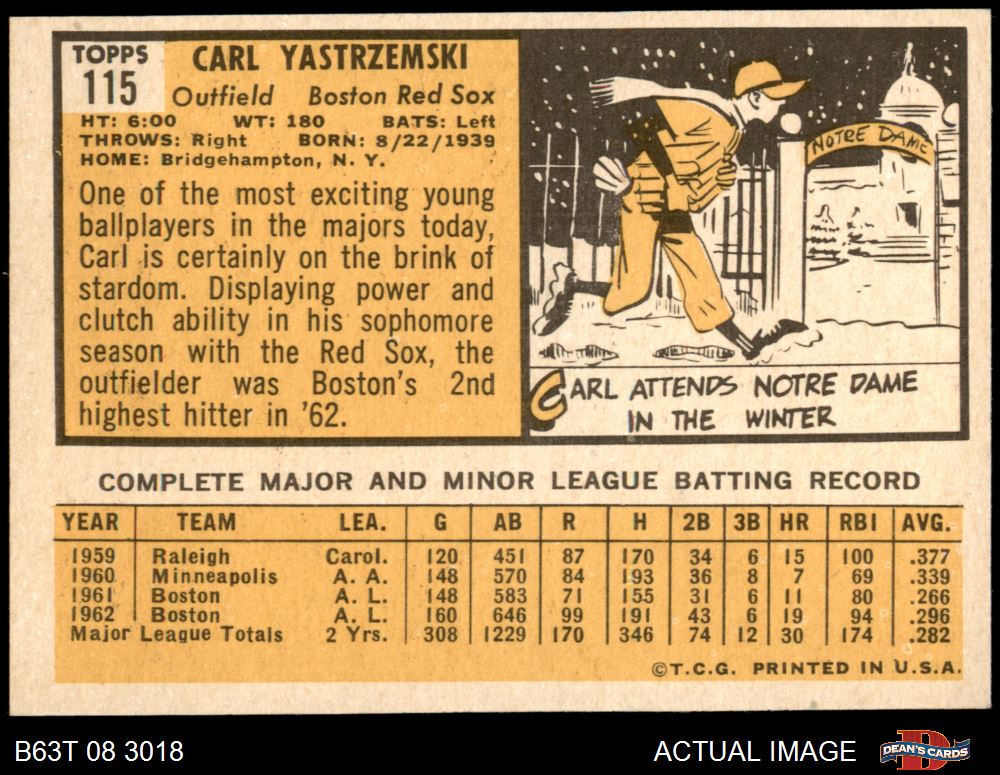 TOPPS
115
CARL YASTRZEMSKI
Outfield Boston Red Sox
HT: 6:00 WT: 180 BATS: Left
THROWS: Right BORN: 8/22/1939
HOME: Bridgehampton, N. Y.
One of the most exciting young
ballplayers in the majors today,
Carl is certainly on the brink of
stardom. Displaying power and
clutch ability in his sophomore
season with the Red Sox, the
outfielder was Boston's 2nd
highest hitter in '62.
NOTRE DAME
CARL ATTENDS NOTRE DAME
IN THE WINTER
COMPLETE MAJOR AND MINOR LEAGUE BATTING RECORD
YEAR TEAM LEA. G AB R H 2B 3B HR RBI AVG.
1959 Raleigh Carol. 120 451 87 170 34 6 15 100 .377
1960 Minneapolis A. A. 148 570 84 193 36 8 7 69 .339
1961 Boston A. L. 148 583 71 155 31 6 11 80 .266
1962 Boston A. L. 160 646 99 191 43 6 19 94 .296
Major League Totals 2 Yrs. 308 1229 170 346 74 12 30 174 .282
©T.C.G. PRINTED IN U.S.A.
B63T 08 3018
ACTUAL IMAGE
D
DEAN'S CARDS